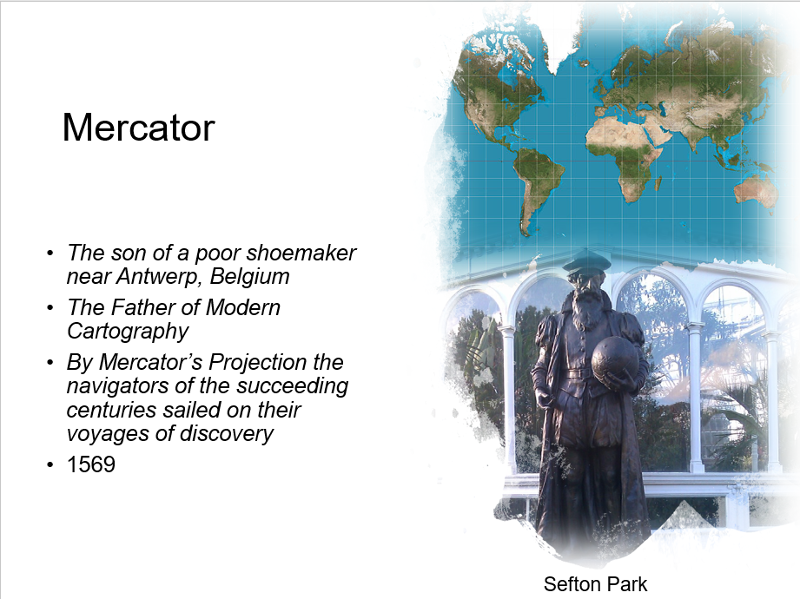 Mercator
• The son of a poor shoemaker
near Antwerp, Belgium
• The Father of Modern
Cartography
• By Mercator’s Projection the
navigators of the succeeding
centuries sailed on their
voyages of discovery
• 1569
Sefton Park